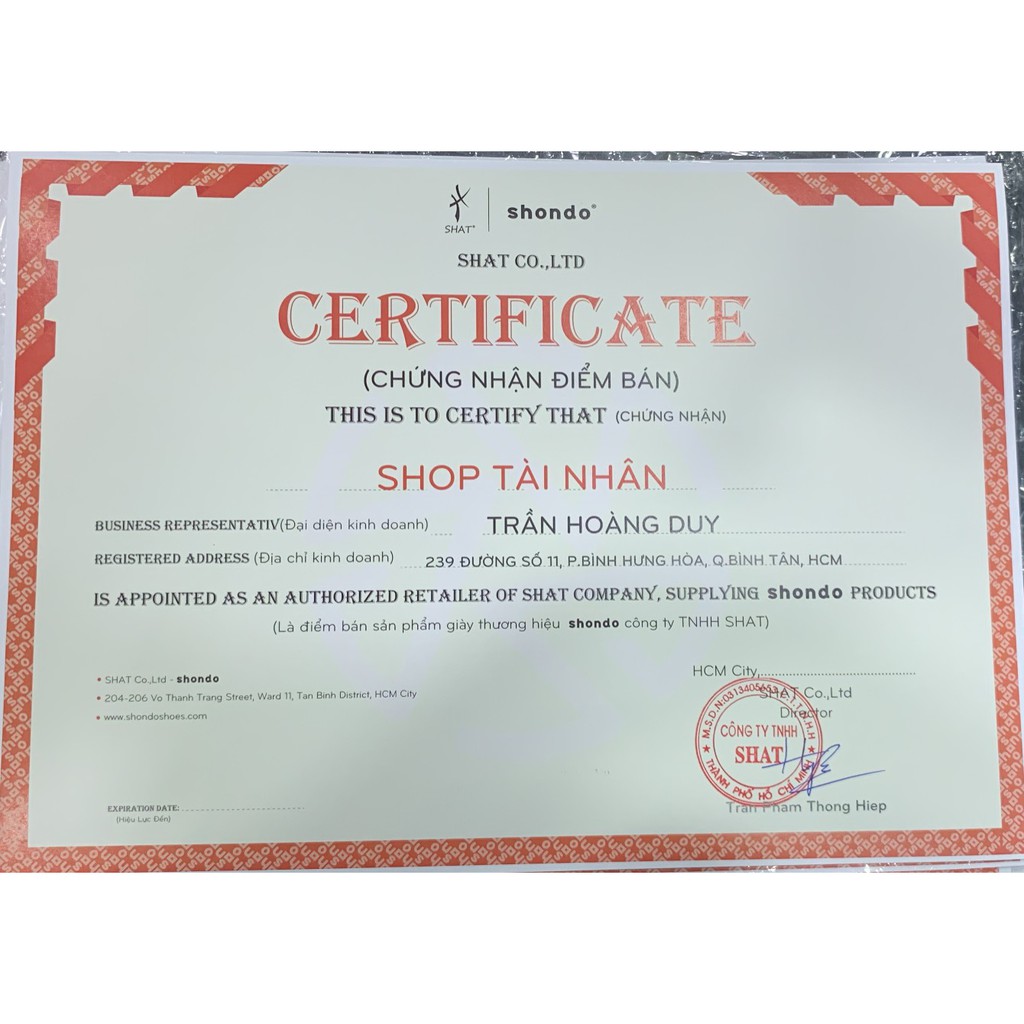 SHAT® | shondo®
SHAT CO.,LTD
CERTIFICATE
(CHỨNG NHẬN ĐIỂM BÁN)
THIS IS TO CERTIFY THAT (CHỨNG NHẬN)
SHOP TÀI NHÂN
BUSINESS REPRESENTATIV(Đại diện kinh doanh) TRẦN HOÀNG DUY
REGISTERED ADDRESS (Địa chỉ kinh doanh) 239 ĐƯỜNG SỐ 11, P.BÌNH HƯNG HÒA, Q.BÌNH TÂN, HCM
IS APPOINTED AS AN AUTHORIZED RETAILER OF SHAT COMPANY, SUPPLYING shondo PRODUCTS
(Là điểm bán sản phẩm giày thương hiệu shondo công ty TNHH SHAT)
• SHAT Co.,Ltd - shondo
• 204-206 Vo Thanh Trang Street, Ward 11, Tan Binh District, HCM City
• www.shondoshoes.com
HCM City,
SHAT Co.,Ltd
Director
CÔNG TY TNHH
SHAT
THÀNH PHỐ HỒ CHÍ MINH
Tran Pham Thong Hiep
EXPIRATION DATE:
(Hiệu Lực Đến)